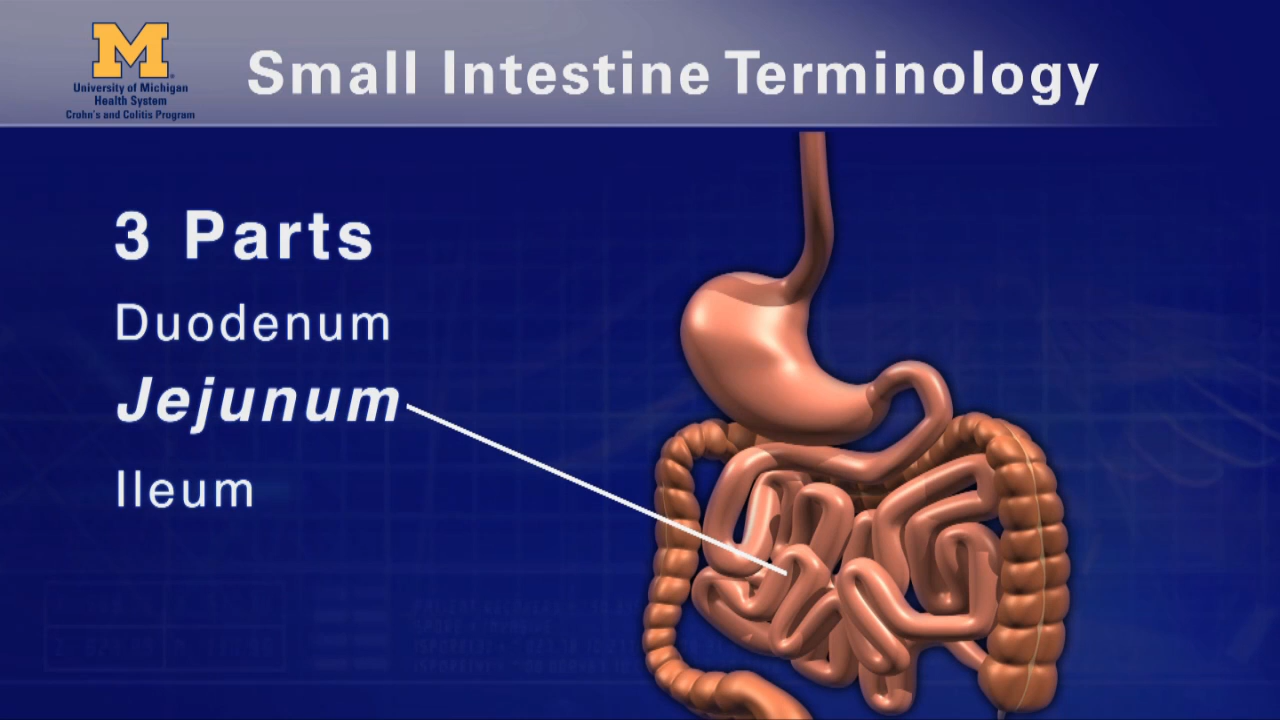 M
University of Michigan
Health System
Crohn's and Colitis Program
Small Intestine Terminology
3 Parts
Duodenum
Jejunum
Ileum